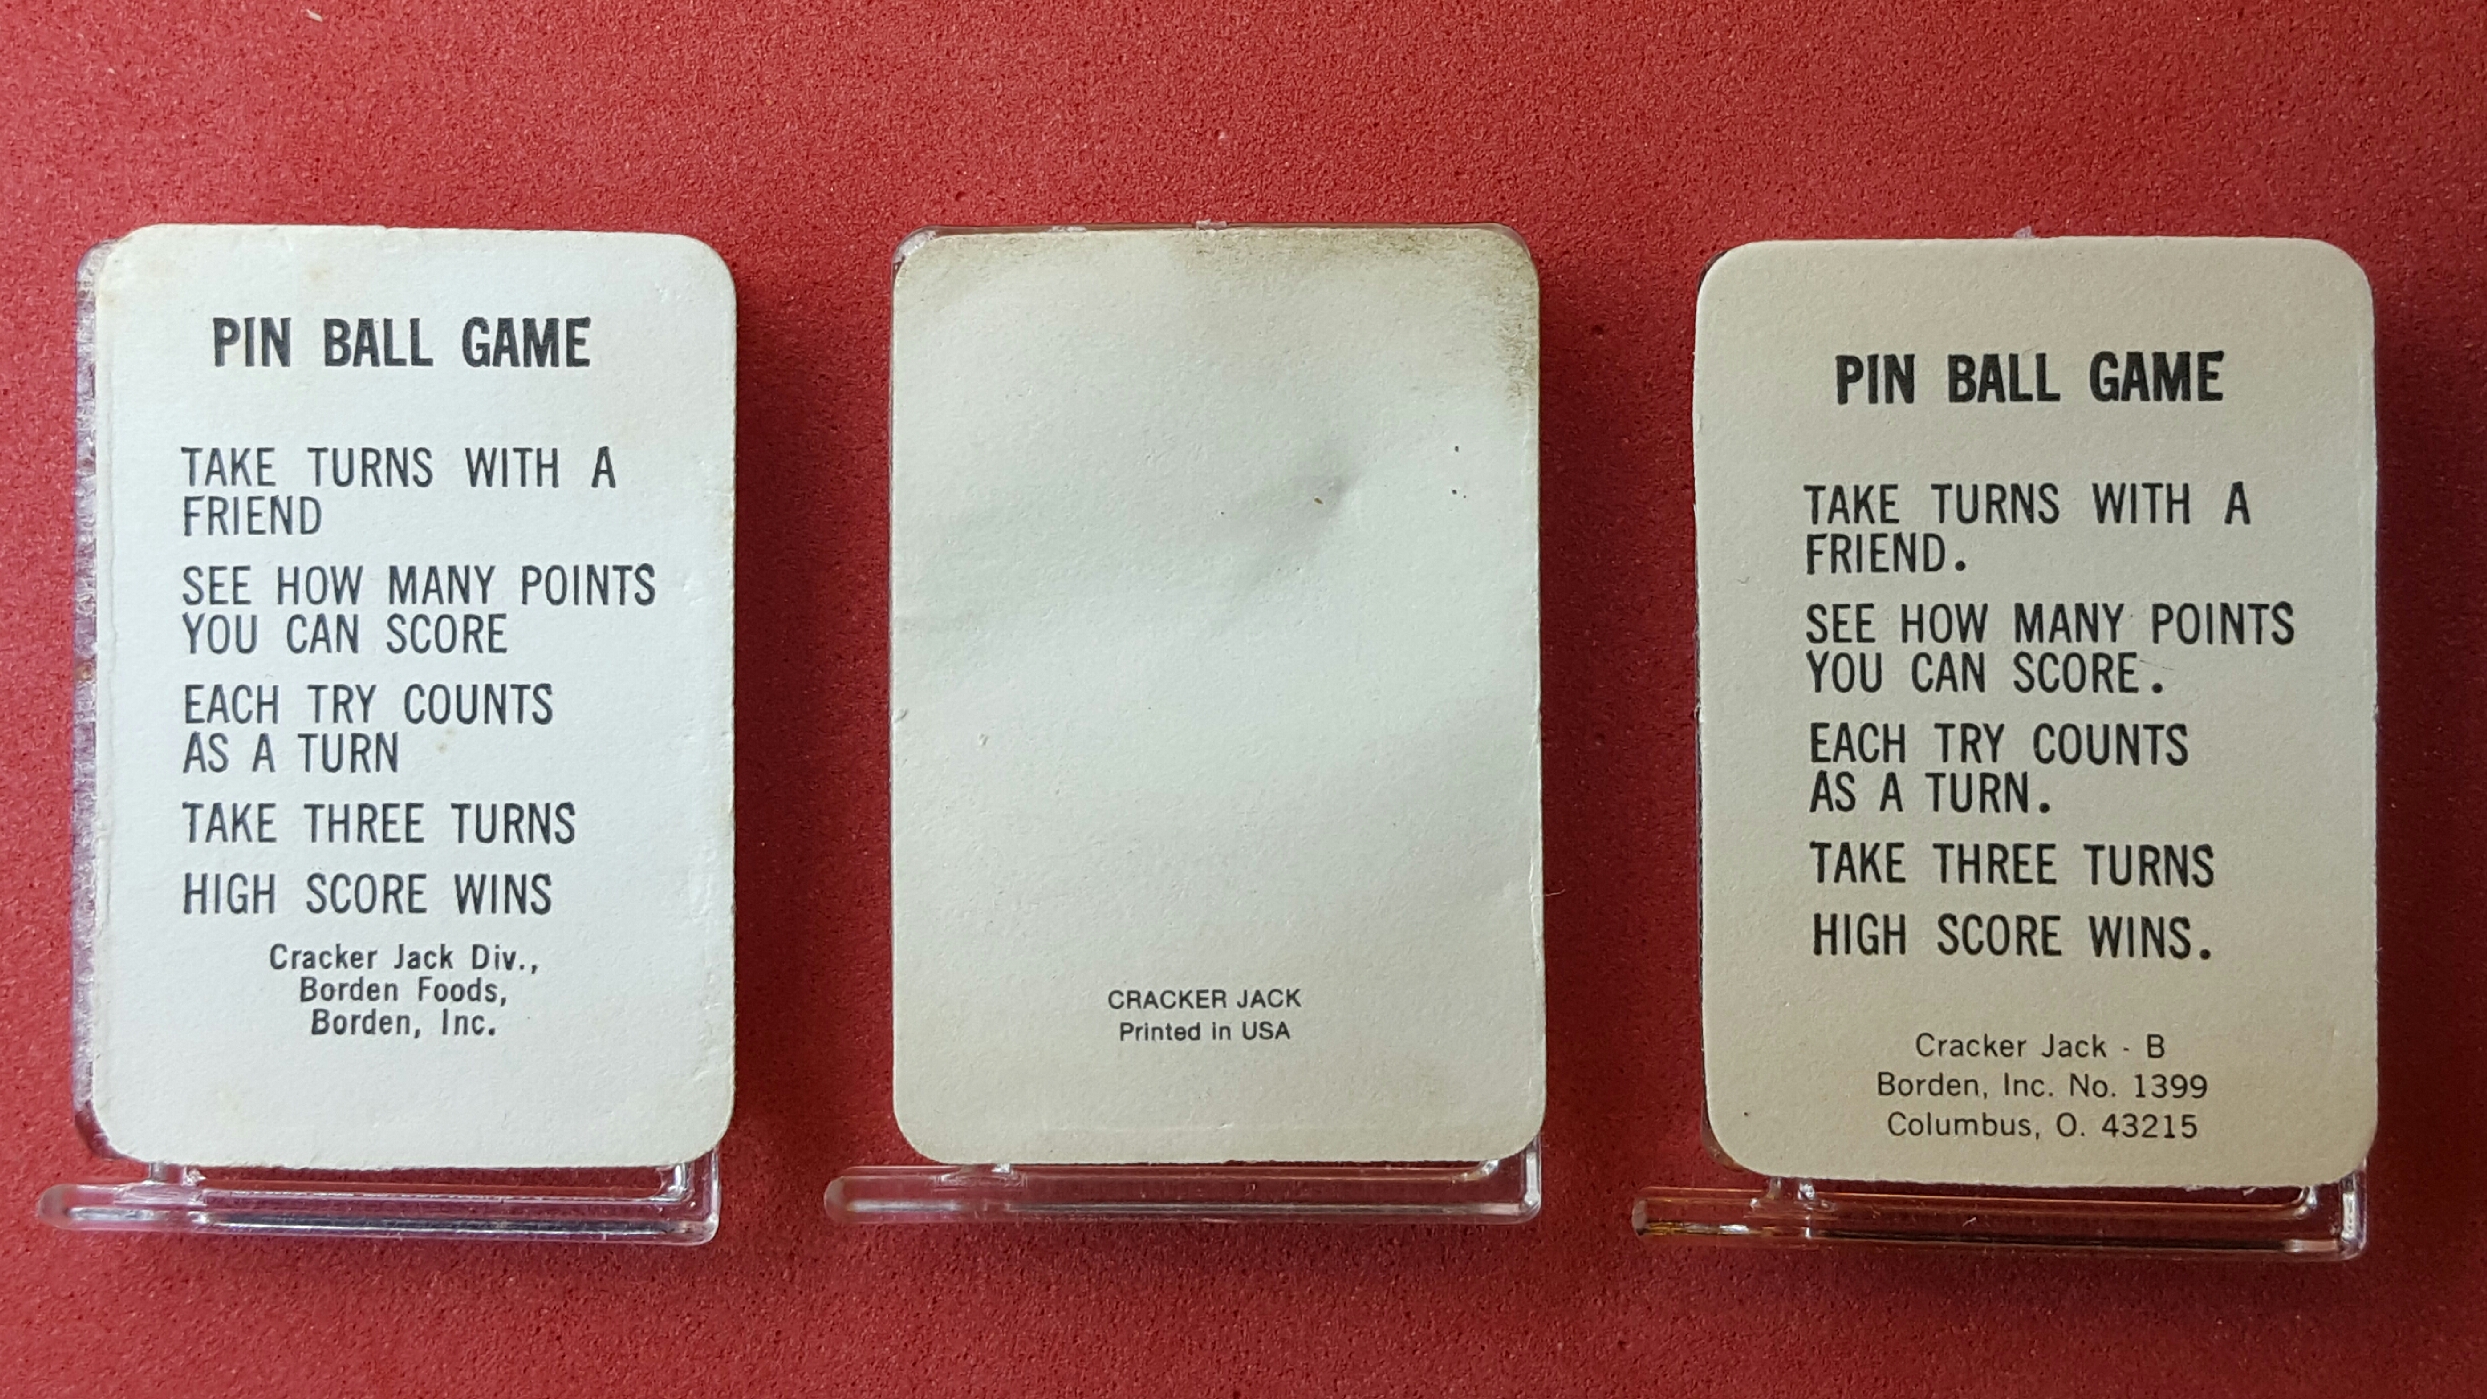 PIN BALL GAME
TAKE TURNS WITH A
FRIEND
SEE HOW MANY POINTS
YOU CAN SCORE
EACH TRY COUNTS
AS A TURN
TAKE THREE TURNS
HIGH SCORE WINS
Cracker Jack Div.,
Borden Foods,
Borden, Inc.
CRACKER JACK
Printed in USA
PIN BALL GAME
TAKE TURNS WITH A
FRIEND.
SEE HOW MANY POINTS
YOU CAN SCORE.
EACH TRY COUNTS
AS A TURN.
TAKE THREE TURNS
HIGH SCORE WINS.
Cracker Jack - B
Borden, Inc. No. 1399
Columbus, O. 43215